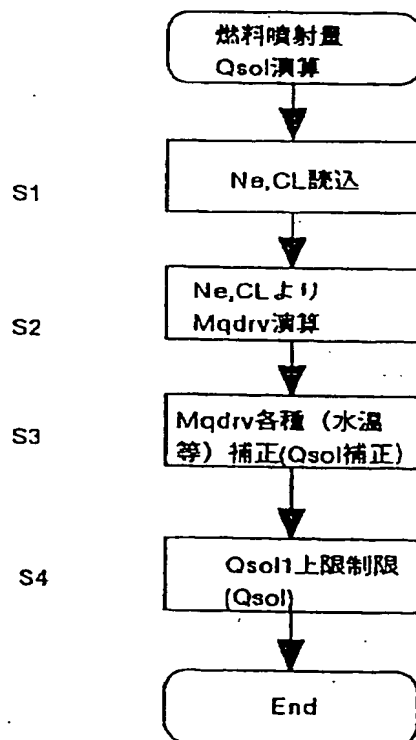 燃料噴射量
Qsol演算
S1
Ne,CL読込
S2
Ne,CLより
Mqdrv演算
S3
Mqdrv各種(水温
等)補正(Qsol補正)
S4
Qsol1上限制限
(Qsol)
End